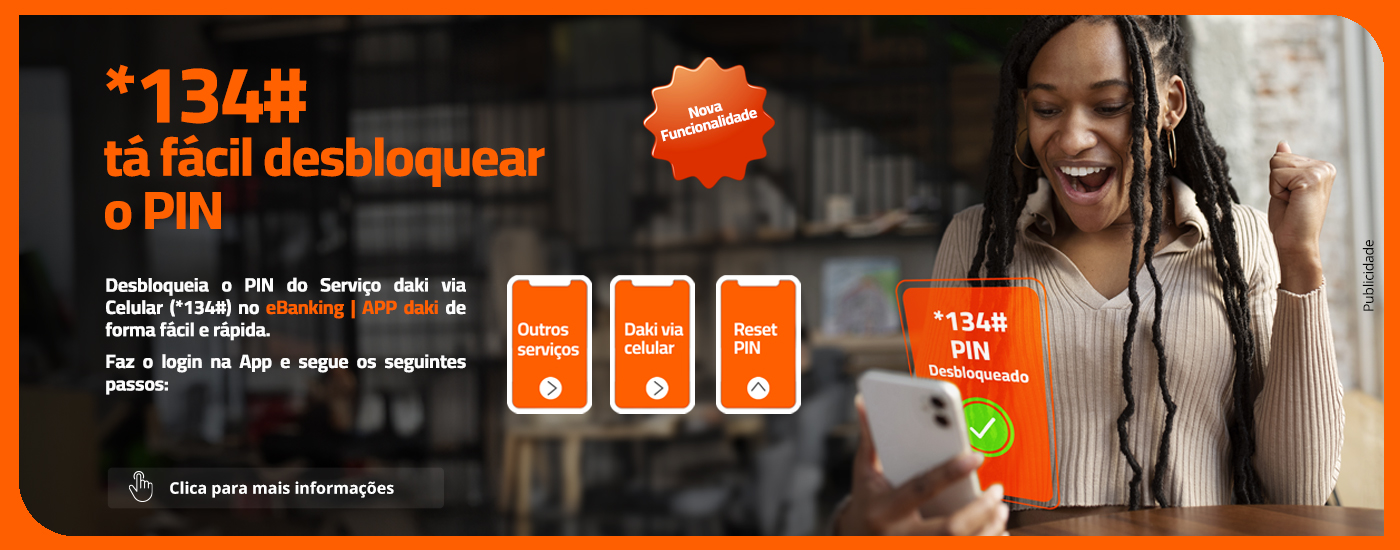 *134#
tá fácil desbloquear
o PIN
Nova
Funcionalidade
Desbloqueia o PIN do Serviço daki via
Celular (*134#) no eBanking | APP daki de
forma fácil e rápida.
Faz o login na App e segue os seguintes
passos:
Outros
serviços
Daki via
celular
Reset
PIN
*134#
PIN
Desbloqueado
Clica para mais informações
Publicidade